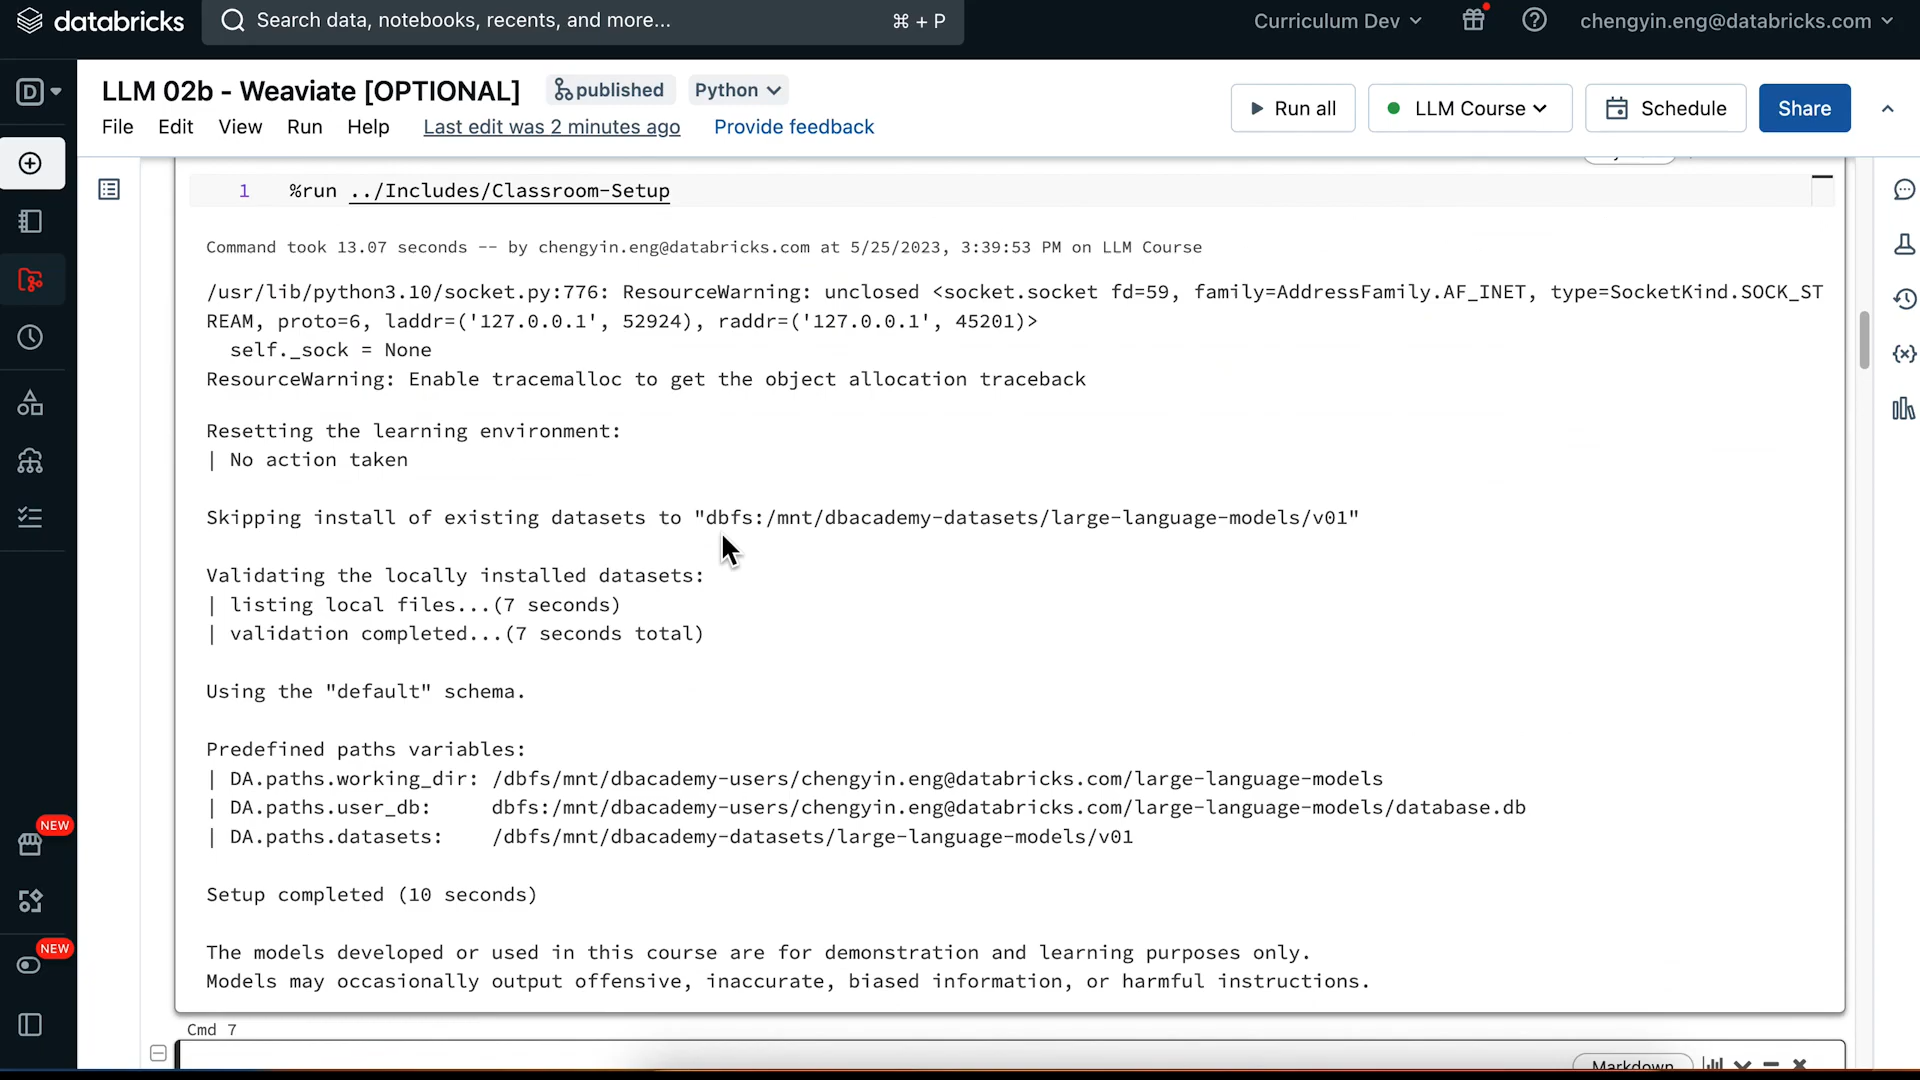 databricks
Search data, notebooks, recents, and more...
⌘ + P
Curriculum Dev
chengyin.eng@databricks.com
D
LLM 02b - Weaviate [OPTIONAL]
published
Python
File Edit View Run Help Last edit was 2 minutes ago Provide feedback
Run all
LLM Course
Schedule
Share
1 %run ../Includes/Classroom-Setup
Command took 13.07 seconds -- by chengyin.eng@databricks.com at 5/25/2023, 3:39:53 PM on LLM Course
/usr/lib/python3.10/socket.py:776: ResourceWarning: unclosed <socket.socket fd=59, family=AddressFamily.AF_INET, type=SocketKind.SOCK_ST
REAM, proto=6, laddr=('127.0.0.1', 52924), raddr=('127.0.0.1', 45201)>
self._sock = None
ResourceWarning: Enable tracemalloc to get the object allocation traceback
Resetting the learning environment:
| No action taken
Skipping install of existing datasets to "dbfs:/mnt/dbacademy-datasets/large-language-models/v01"
Validating the locally installed datasets:
| listing local files...(7 seconds)
| validation completed...(7 seconds total)
Using the "default" schema.
Predefined paths variables:
| DA.paths.working_dir: /dbfs/mnt/dbacademy-users/chengyin.eng@databricks.com/large-language-models
| DA.paths.user_db: dbfs:/mnt/dbacademy-users/chengyin.eng@databricks.com/large-language-models/database.db
| DA.paths.datasets: /dbfs/mnt/dbacademy-datasets/large-language-models/v01
Setup completed (10 seconds)
The models developed or used in this course are for demonstration and learning purposes only.
Models may occasionally output offensive, inaccurate, biased information, or harmful instructions.
NEW
NEW
Cmd 7
Markdown